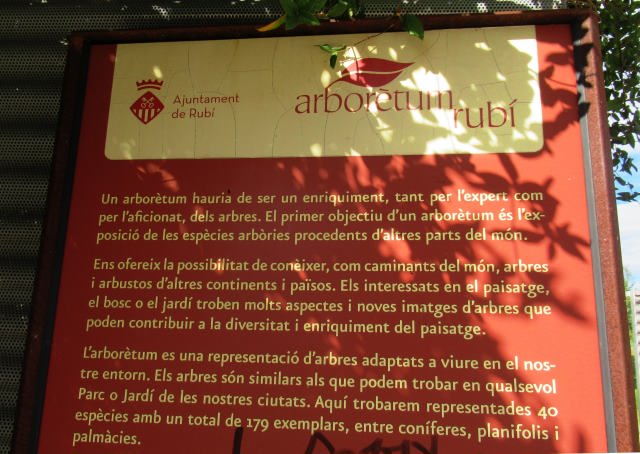 Ajuntament
de Rubí
arborètum
rubí
Un arborètum hauria de ser un enriquiment, tant per l'expert com
per l'aficionat, dels arbres. El primer objectiu d'un arborètum és l'ex-
posició de les espècies arbòries procedents d'altres parts del món.
Ens ofereix la possibilitat de conèixer, com caminants del món, arbres
i arbustos d'altres continents i països. Els interessats en el paisatge,
el bosc o el jardí troben molts aspectes i noves imatges d'arbres que
poden contribuir a la diversitat i enriquiment del paisatge.
L'arborètum es una representació d'arbres adaptats a viure en el nos-
tre entorn. Els arbres són similars als que podem trobar en qualsevol
Parc o Jardí de les nostres ciutats. Aquí trobarem representades 40
espècies amb un total de 179 exemplars, entre coníferes, planifolis i
palmàcies.